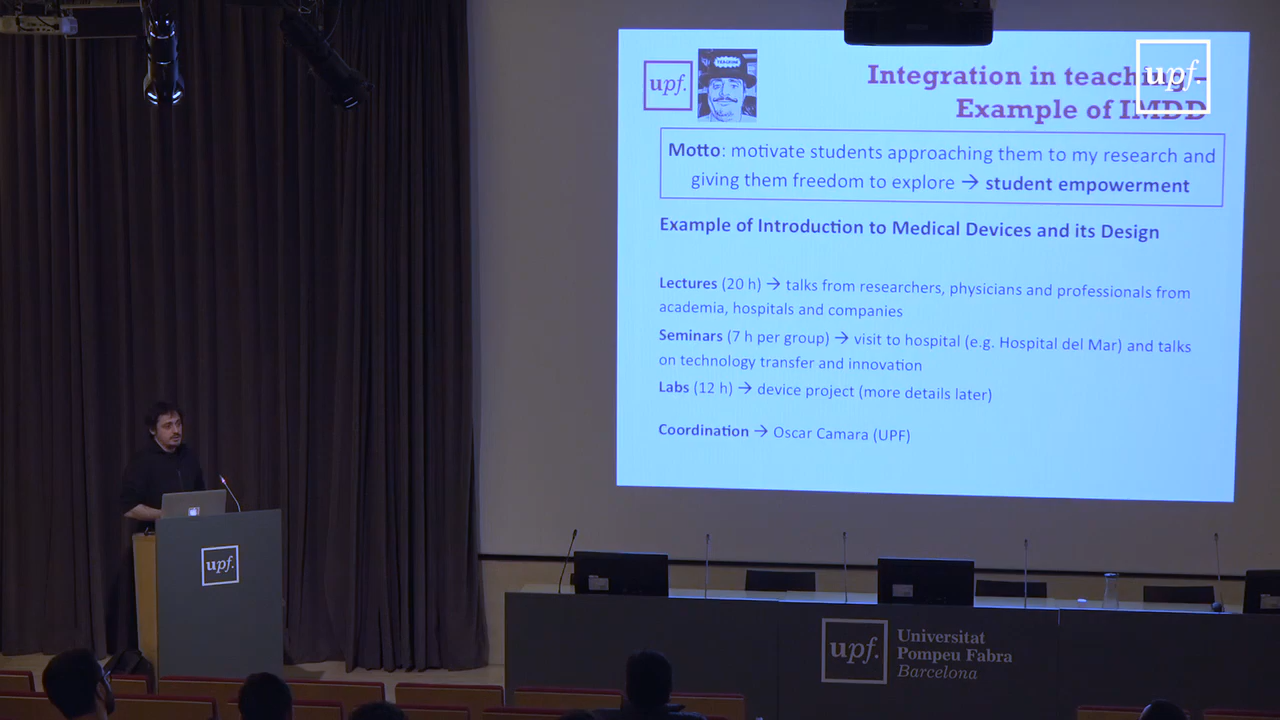 upf.
TEACHING
Integration in teaching –
Example of IMDD
upf.
Motto: motivate students approaching them to my research and
giving them freedom to explore → student empowerment
Example of Introduction to Medical Devices and its Design
Lectures (20 h) → talks from researchers, physicians and professionals from
academia, hospitals and companies
Seminars (7 h per group) → visit to hospital (e.g. Hospital del Mar) and talks
on technology transfer and innovation
Labs (12 h) → device project (more details later)
Coordination → Oscar Camara (UPF)
upf.
upf.
Universitat
Pompeu Fabra
Barcelona